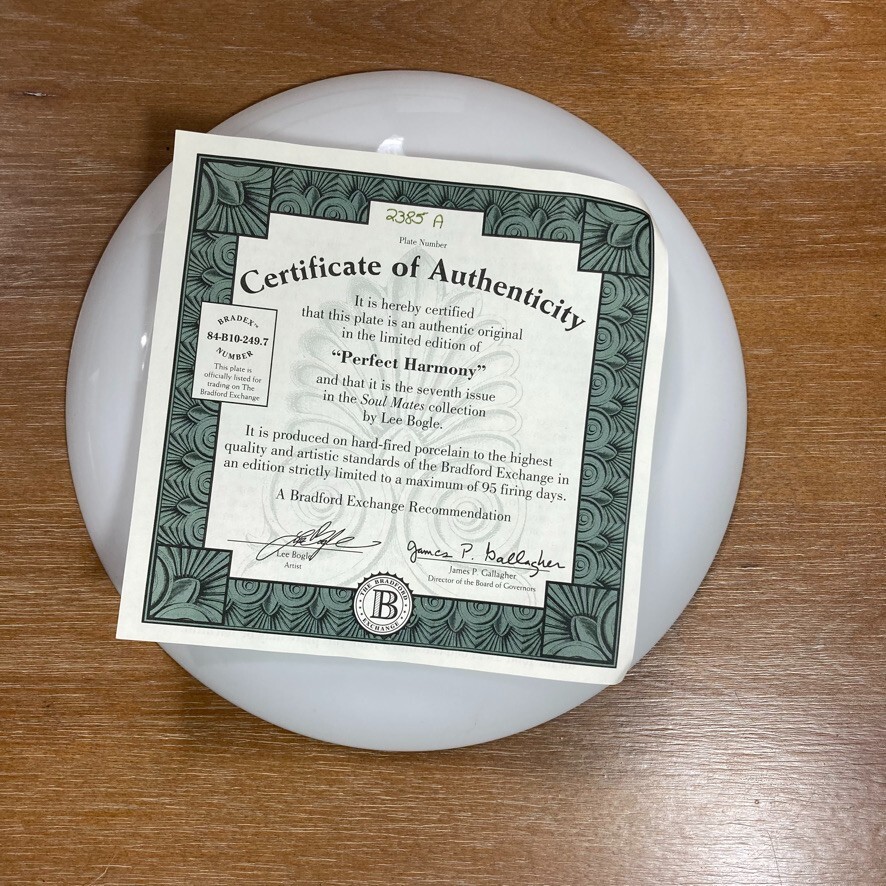 2385 A
Plate Number
Certificate of Authenticity
It is hereby certified
that this plate is an authentic original
in the limited edition of
“Perfect Harmony”
and that it is the seventh issue
in the Soul Mates collection
by Lee Bogle.
BRADEX™
84-B10-249.7
NUMBER
This plate is
officially listed for
trading on The
Bradford Exchange
It is produced on hard-fired porcelain to the highest
quality and artistic standards of the Bradford Exchange in
an edition strictly limited to a maximum of 95 firing days.
A Bradford Exchange Recommendation
Lee Bogle
Lee Bogle
Artist
James P. Gallagher
James P. Gallagher
Director of the Board of Governors
THE BRADFORD
B
EXCHANGE